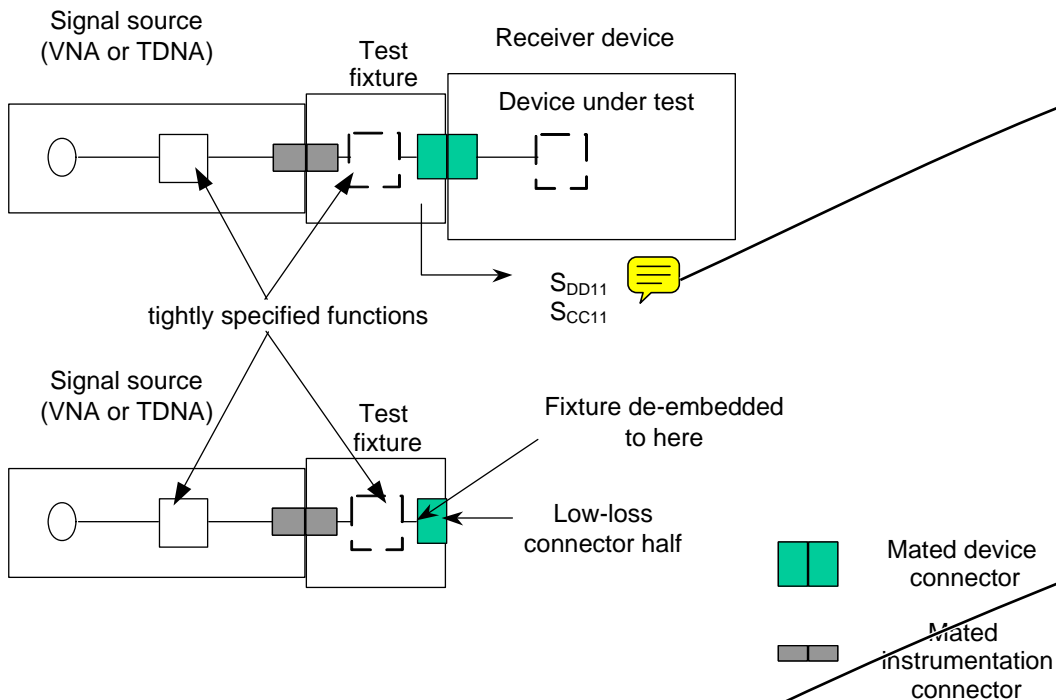 Signal source
(VNA or TDNA)
Test
fixture
Receiver device
Device under test
SDD11
SCC11
tightly specified functions
Signal source
(VNA or TDNA)
Test
fixture
Fixture de-embedded
to here
Low-loss
connector half
Mated device
connector
Mated
instrumentation
connector